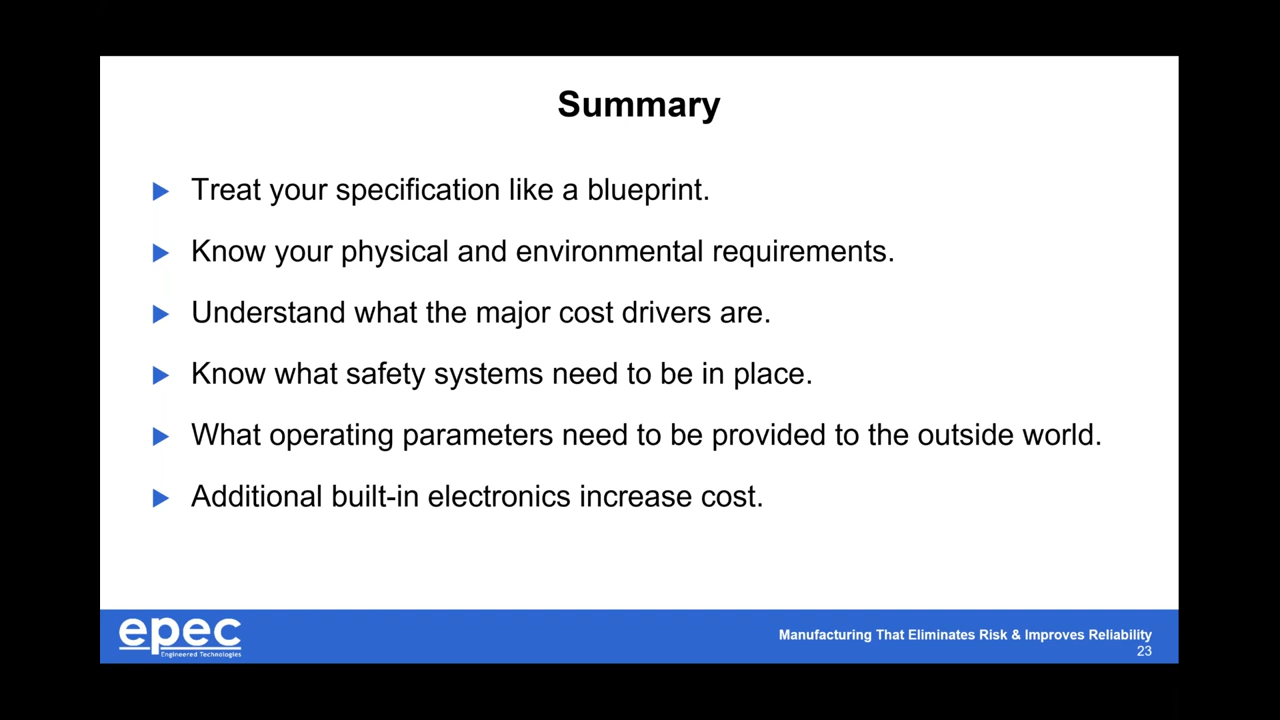 Summary
Treat your specification like a blueprint.
Know your physical and environmental requirements.
Understand what the major cost drivers are.
Know what safety systems need to be in place.
What operating parameters need to be provided to the outside world.
Additional built-in electronics increase cost.
epec
Engineered Technologies
Manufacturing That Eliminates Risk & Improves Reliability
23